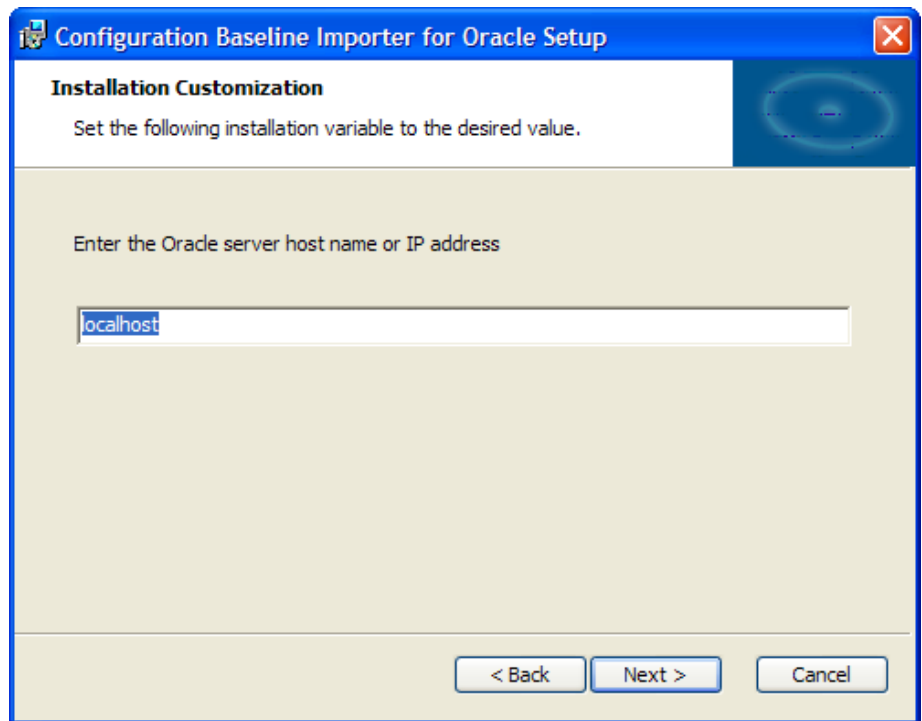 Configuration Baseline Importer for Oracle Setup
Installation Customization
Set the following installation variable to the desired value.
Enter the Oracle server host name or IP address
localhost
< Back Next > Cancel